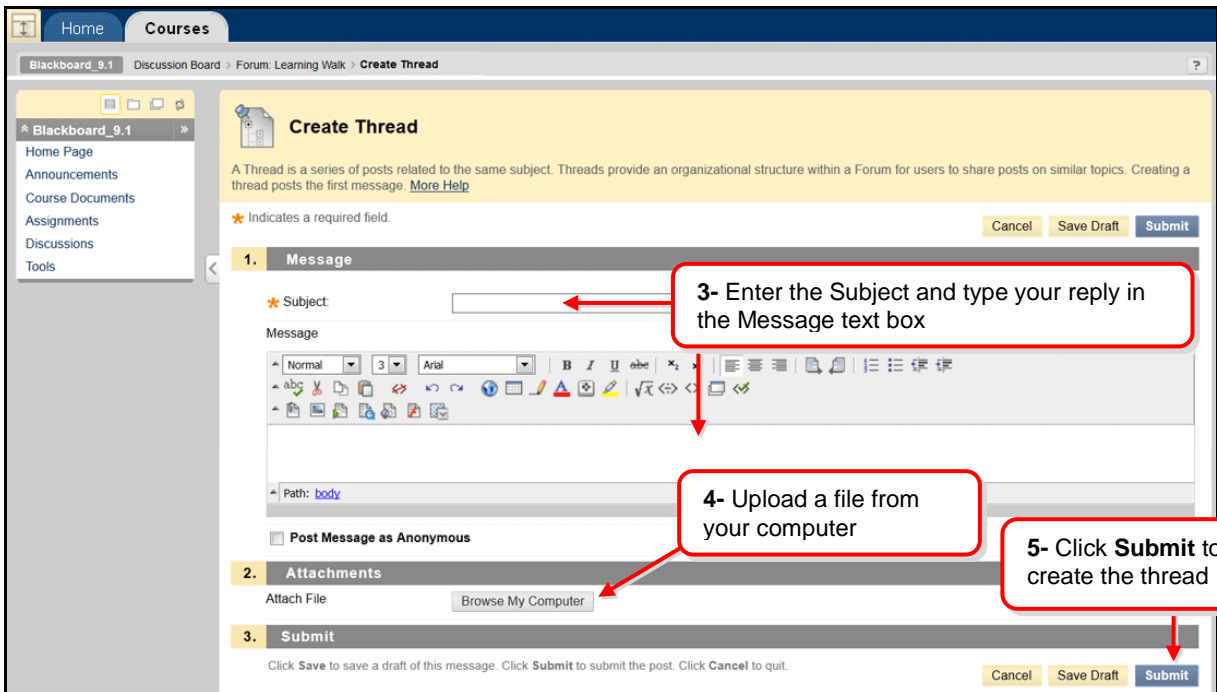 Home Courses
Blackboard_9.1 Discussion Board > Forum: Learning Walk > Create Thread ?
Blackboard_9.1
Home Page
Announcements
Course Documents
Assignments
Discussions
Tools
Create Thread
A Thread is a series of posts related to the same subject. Threads provide an organizational structure within a Forum for users to share posts on similar topics. Creating a
thread posts the first message. More Help
Indicates a required field.
Cancel Save Draft Submit
1. Message
Subject:
3- Enter the Subject and type your reply in
the Message text box
Message
Normal 3 Arial B I U abc
abc
Path: body
4- Upload a file from
your computer
Post Message as Anonymous
5- Click Submit to
create the thread
2. Attachments
Attach File Browse My Computer
3. Submit
Click Save to save a draft of this message. Click Submit to submit the post. Click Cancel to quit.
Cancel Save Draft Submit